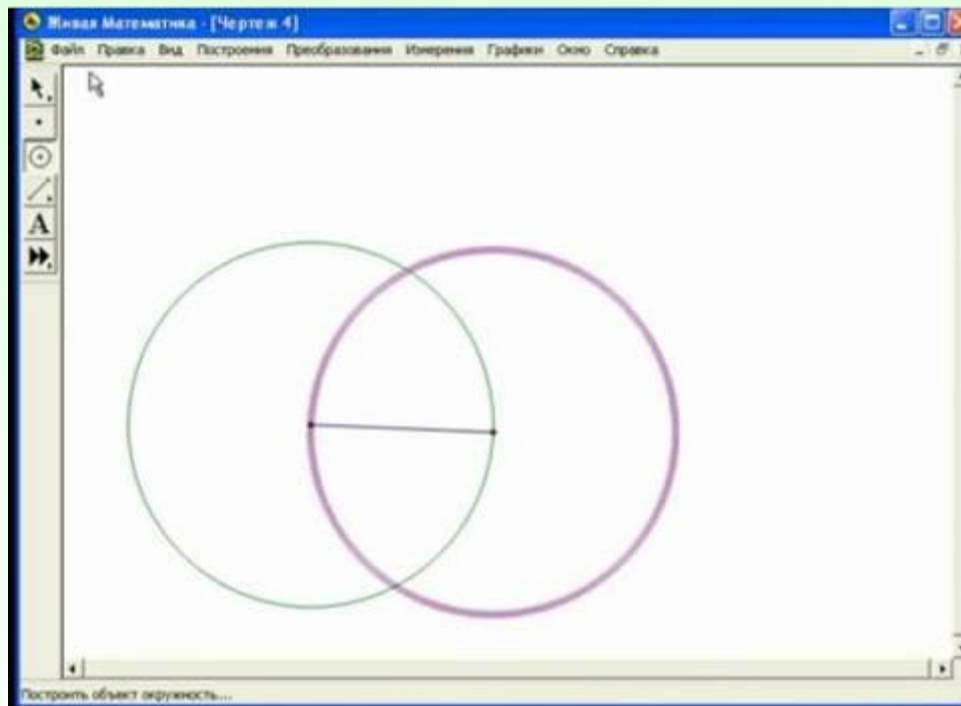 Живая Математика - [Чертеж 4]
Файл Правка Вид Построения Преобразования Измерения Графики Окно Справка
A
Построить объект окружность...